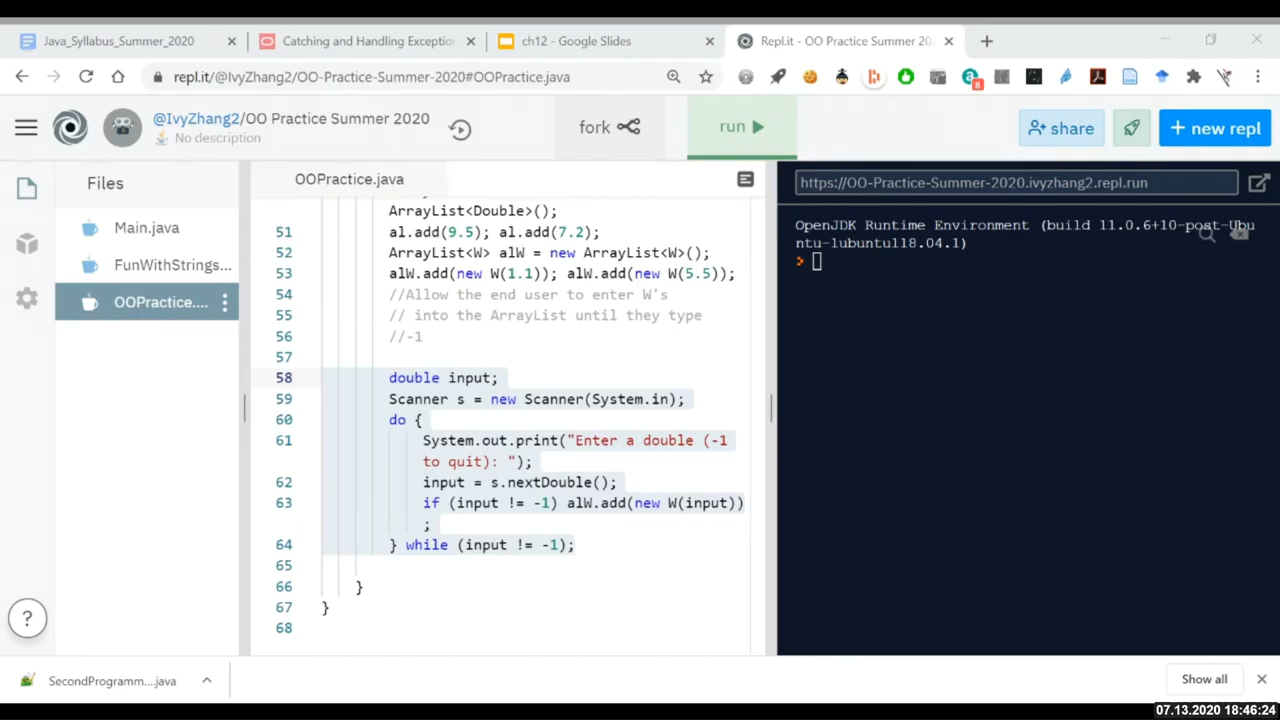 Java_Syllabus_Summer_2020
Catching and Handling Exceptio
ch12 - Google Slides
Repl.it - OO Practice Summer 202
repl.it/@IvyZhang2/OO-Practice-Summer-2020#OOPractice.java
@IvyZhang2/OO Practice Summer 2020
No description
fork
run
share
+ new repl
Files
Main.java
FunWithStrings...
OOPractice....
OOPractice.java
ArrayList<Double>();
51 al.add(9.5); al.add(7.2);
52 ArrayList<W> alW = new ArrayList<W>();
53 alW.add(new W(1.1)); alW.add(new W(5.5));
54 //Allow the end user to enter W's
55 // into the ArrayList until they type
56 //-1
57
58 double input;
59 Scanner s = new Scanner(System.in);
60 do {
61 System.out.print("Enter a double (-1
to quit): ");
62 input = s.nextDouble();
63 if (input != -1) alW.add(new W(input))
;
64 } while (input != -1);
65
66 }
67 }
68
https://OO-Practice-Summer-2020.ivyzhang2.repl.run
OpenJDK Runtime Environment (build 11.0.6+10-post-Ubu
ntu-1ubuntu118.04.1)
>
?
SecondProgramm....java
Show all
07.13.2020 18:46:24